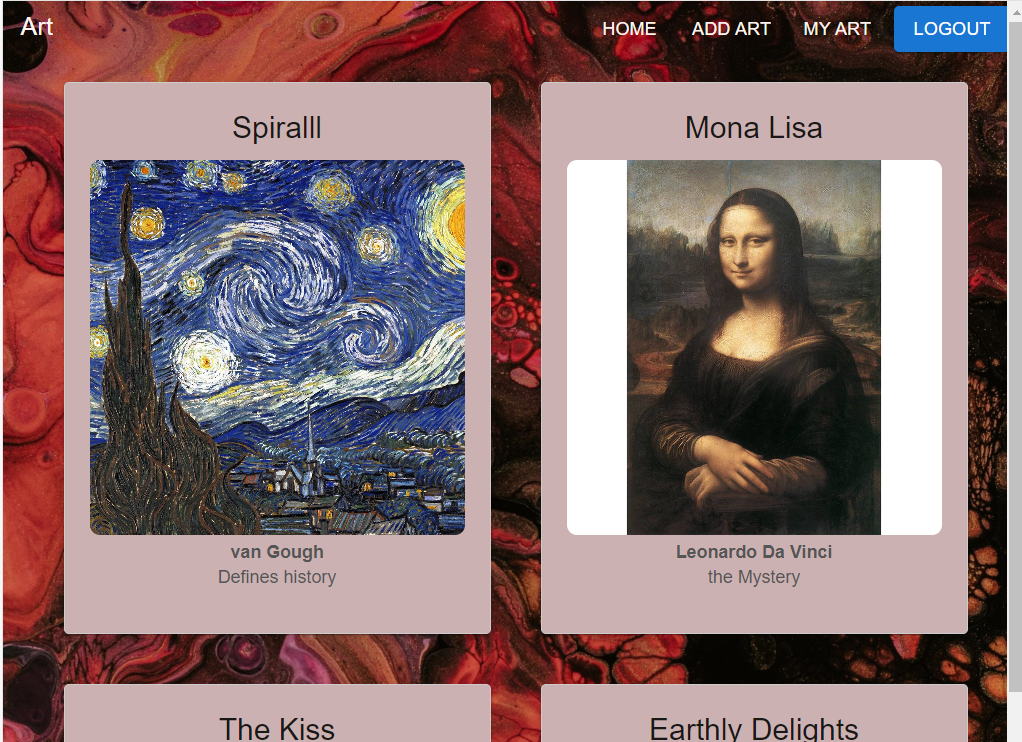 Art
HOME ADD ART MY ART LOGOUT
Spiralll
Mona Lisa
van Gough
Defines history
Leonardo Da Vinci
the Mystery
The Kiss
Earthly Delights